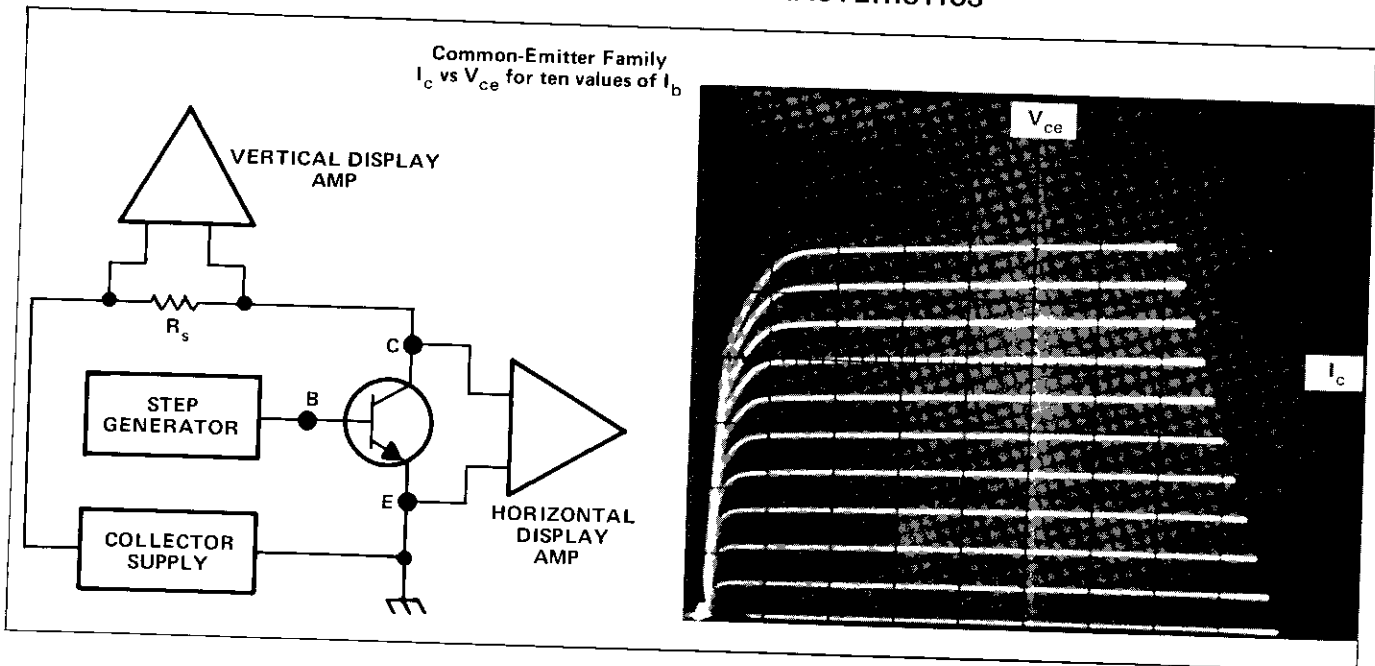 Common-Emitter Family
I_c vs V_ce for ten values of I_b
VERTICAL DISPLAY
AMP
R_s
C
B
STEP
GENERATOR
E
HORIZONTAL
DISPLAY
AMP
COLLECTOR
SUPPLY
V_ce
I_c